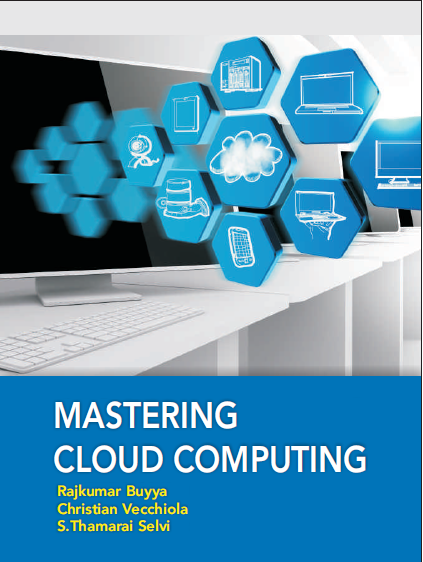 MASTERING
CLOUD COMPUTING
Rajkumar Buyya
Christian Vecchiola
S.Thamarai Selvi